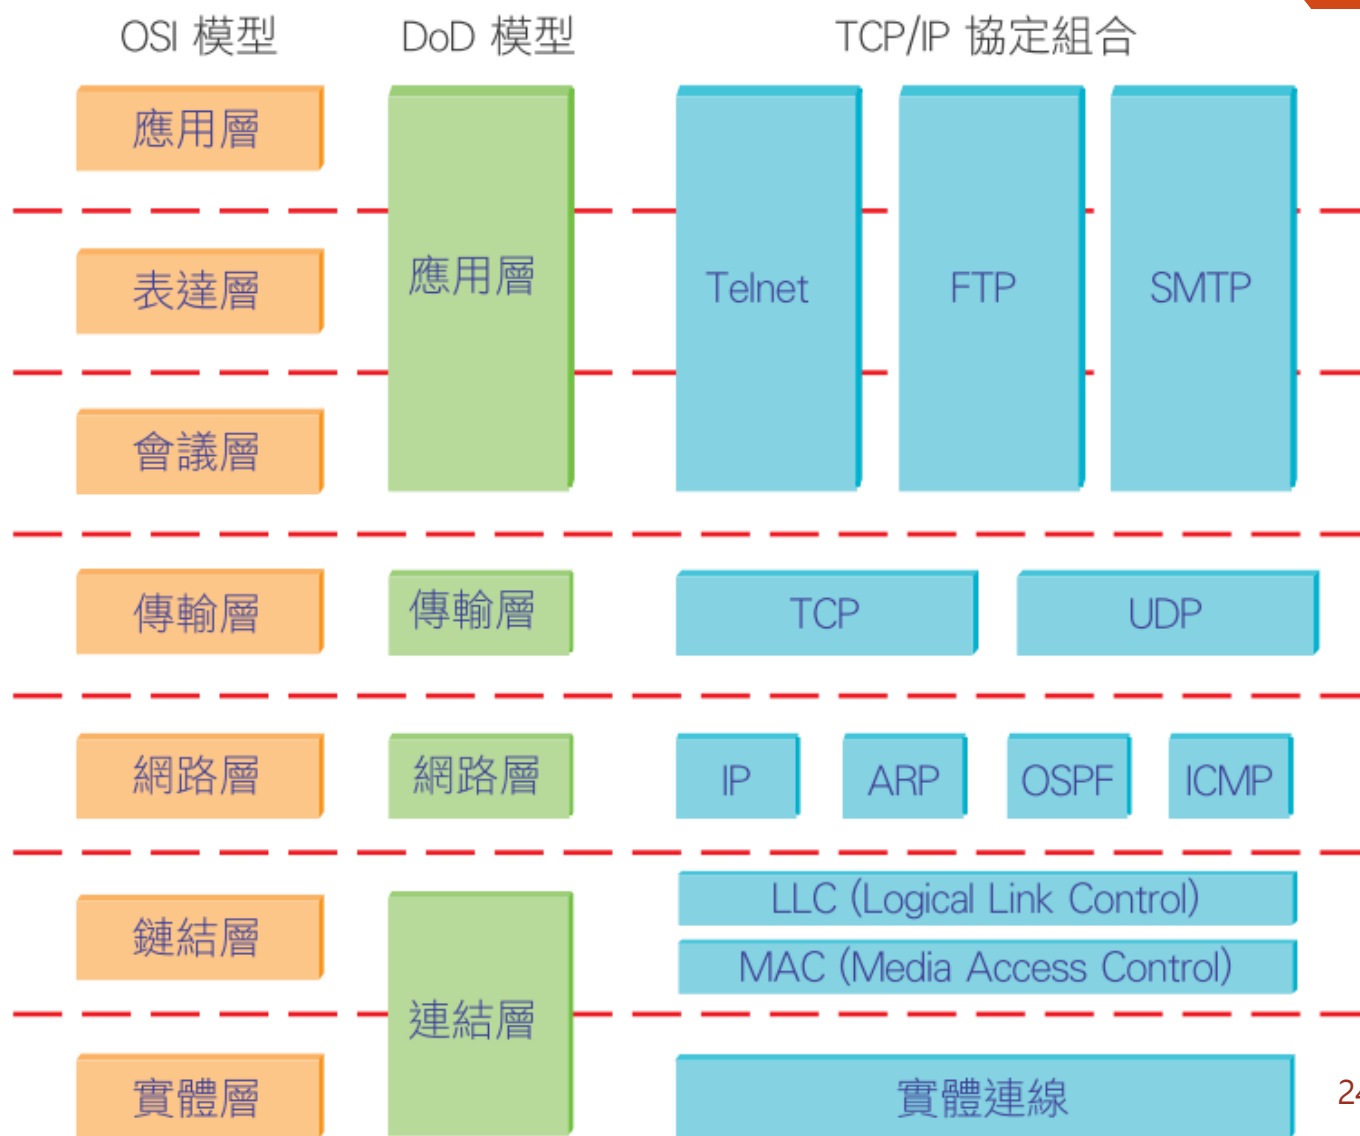 OSI 模型
DoD 模型
TCP/IP 協定組合
應用層
表達層
應用層
Telnet
FTP
SMTP
會議層
傳輸層
傳輸層
TCP
UDP
網路層
網路層
IP
ARP
OSPF
ICMP
LLC (Logical Link Control)
鏈結層
MAC (Media Access Control)
連結層
實體層
實體連線